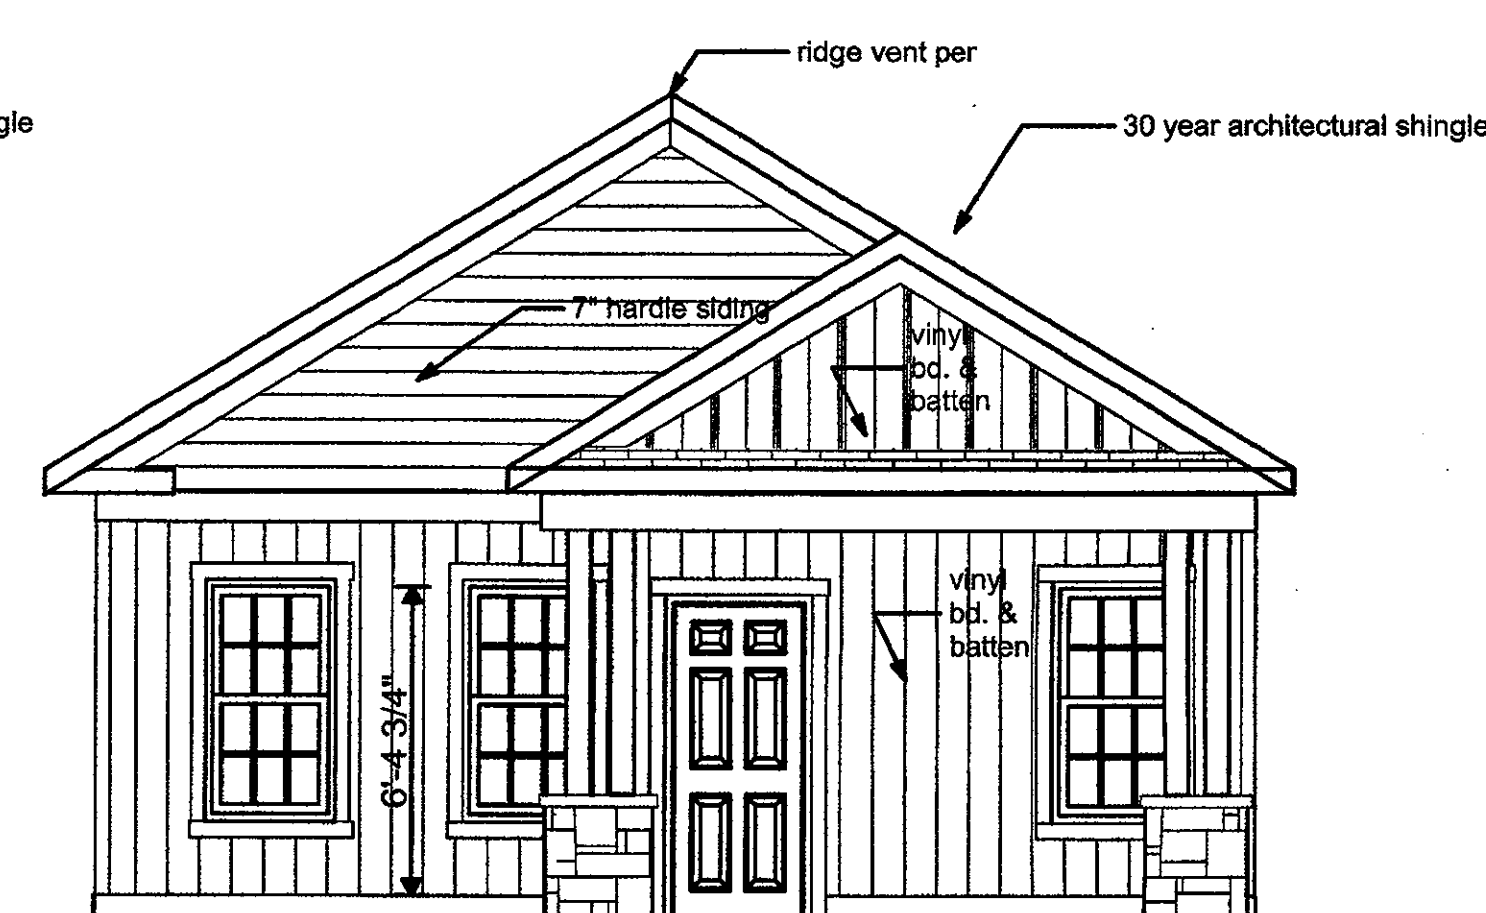 ridge vent per
gle
30 year architectural shingle
7" hardie siding
vinyl
bd. &
batten
vinyl
bd. &
batten
6'-4 3/4"